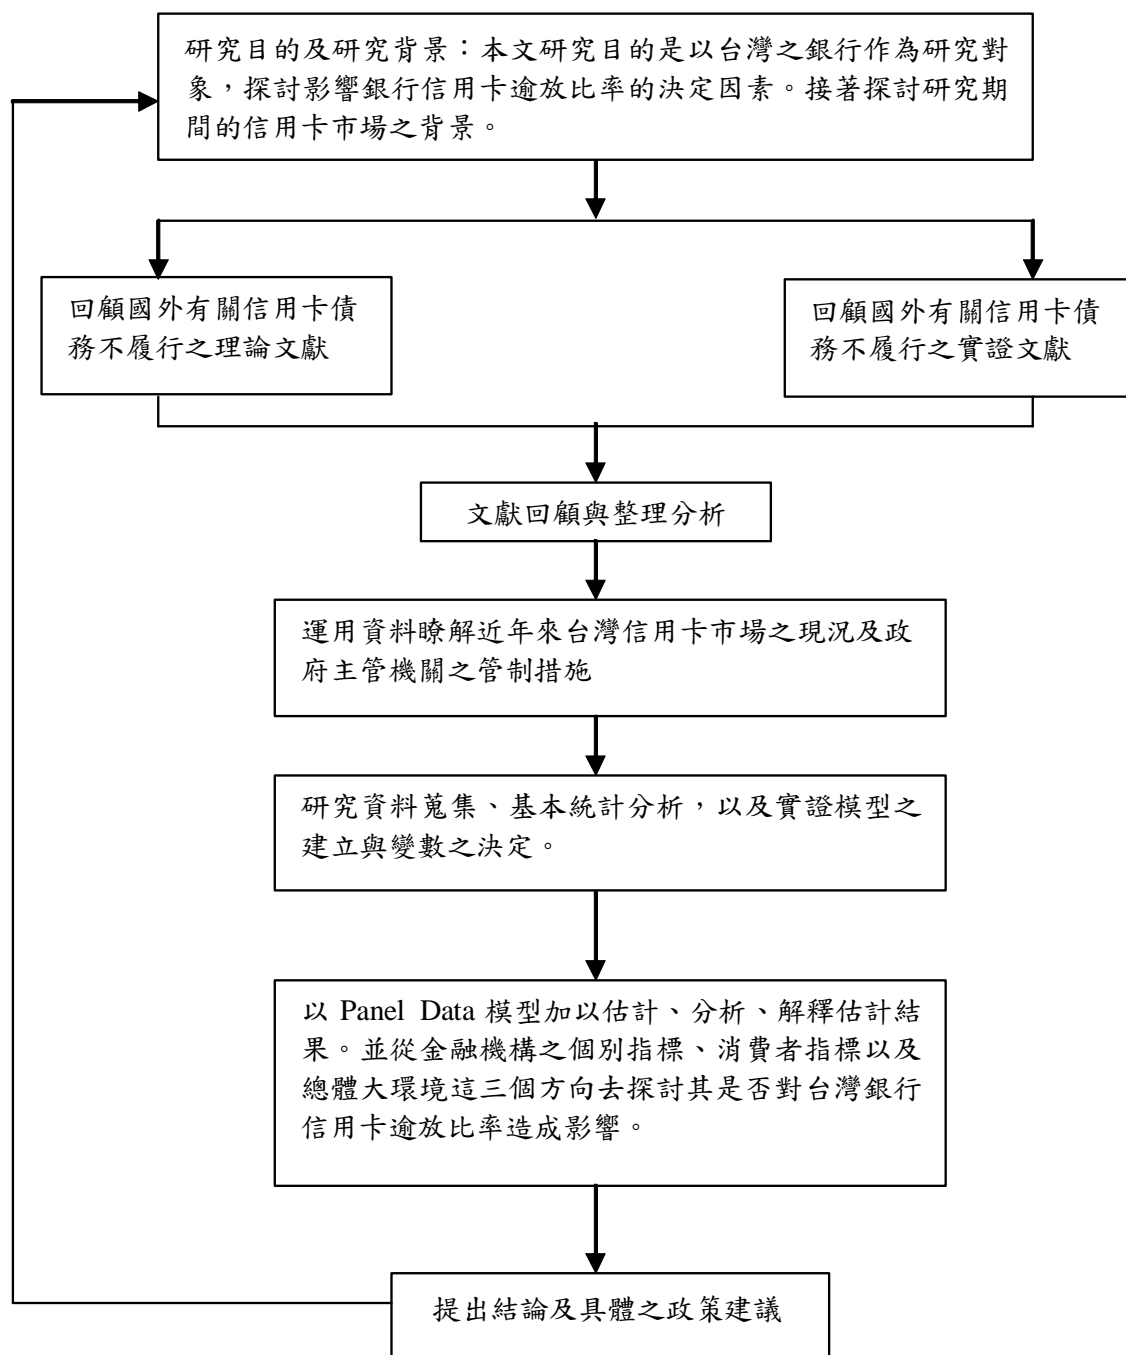 研究目的及研究背景：本文研究目的是以台灣之銀行作為研究對
象，探討影響銀行信用卡逾放比率的決定因素。接著探討研究期
間的信用卡市場之背景。
回顧國外有關信用卡債
務不履行之理論文獻
回顧國外有關信用卡債
務不履行之實證文獻
文獻回顧與整理分析
運用資料瞭解近年來台灣信用卡市場之現況及政
府主管機關之管制措施
研究資料蒐集、基本統計分析，以及實證模型之
建立與變數之決定。
以 Panel Data 模型加以估計、分析、解釋估計結
果。並從金融機構之個別指標、消費者指標以及
總體大環境這三個方向去探討其是否對台灣銀行
信用卡逾放比率造成影響。
提出結論及具體之政策建議